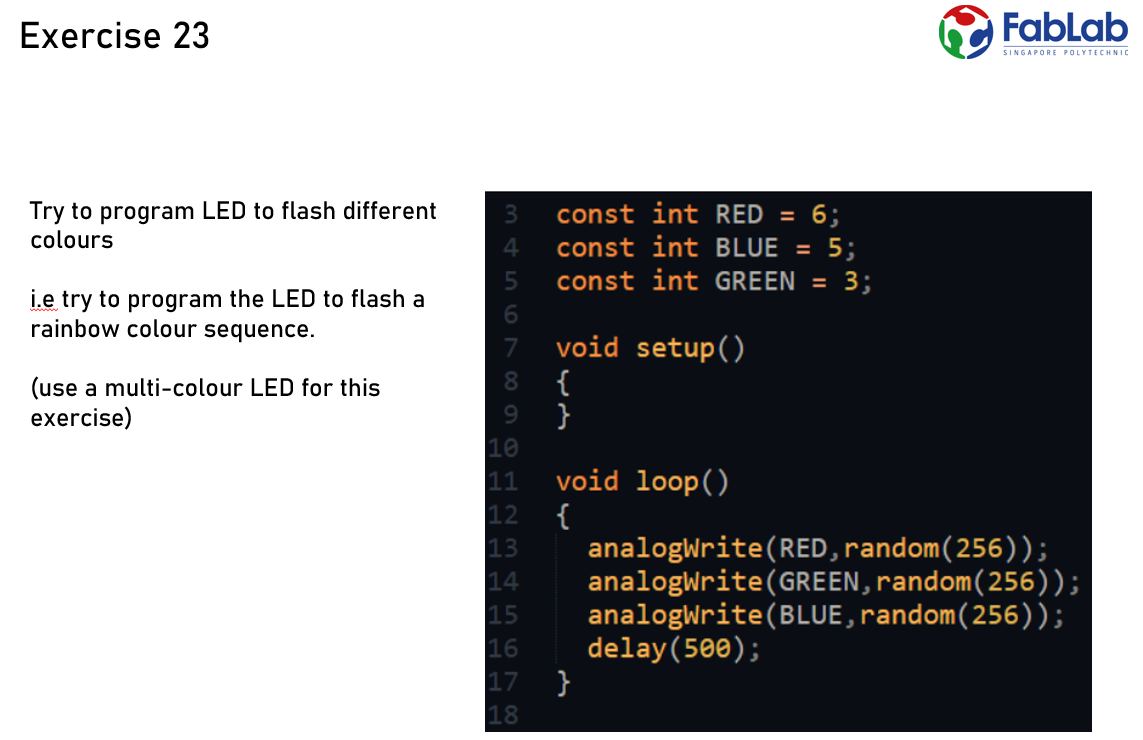 Exercise 23
FabLab
SINGAPORE POLYTECHNIC
Try to program LED to flash different
colours
i.e try to program the LED to flash a
rainbow colour sequence.
(use a multi-colour LED for this
exercise)
3 const int RED = 6;
4 const int BLUE = 5;
5 const int GREEN = 3;
6
7 void setup()
8 {
9 }
10
11 void loop()
12 {
13 analogWrite(RED,random(256));
14 analogWrite(GREEN,random(256));
15 analogWrite(BLUE,random(256));
16 delay(500);
17 }
18